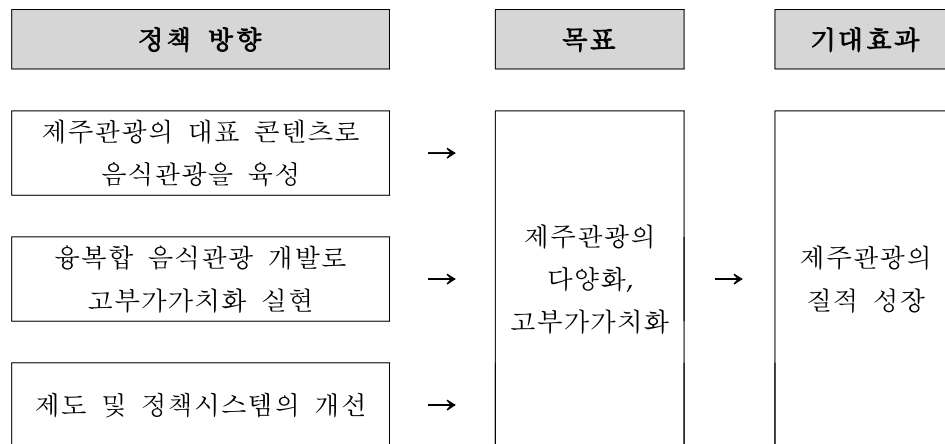 정책 방향
목표
기대효과
제주관광의 대표 콘텐츠로
음식관광을 육성
→
융복합 음식관광 개발로
고부가가치화 실현
→
제도 및 정책시스템의 개선
→
제주관광의
다양화,
고부가가치화
→
제주관광의
질적 성장